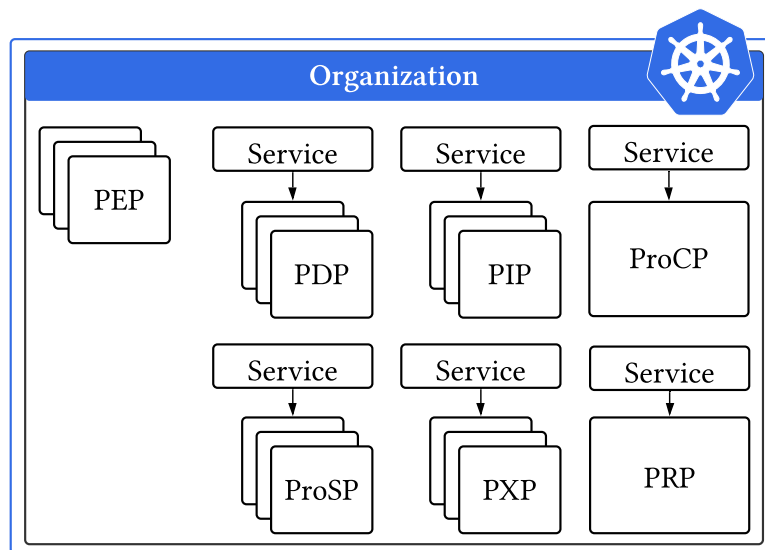 Organization
Service
Service
Service
PEP
PDP
PIP
ProCP
Service
Service
Service
ProSP
PXP
PRP